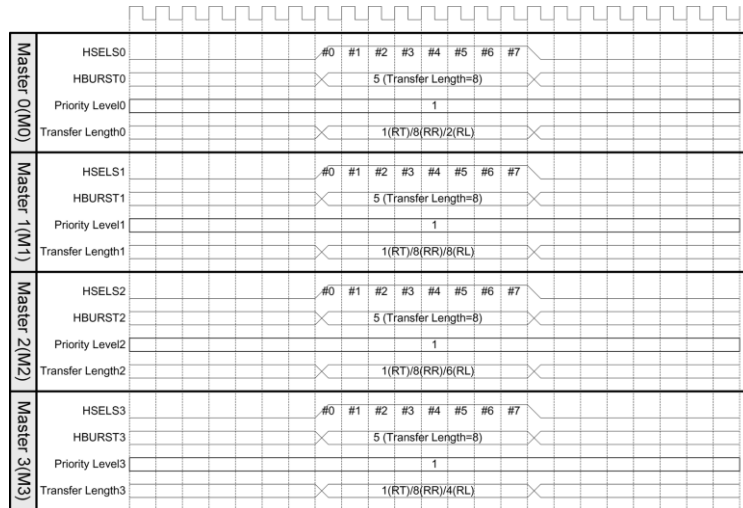 Master 0(M0)
HSELS0 #0 #1 #2 #3 #4 #5 #6 #7
HBURST0 5 (Transfer Length=8)
Priority Level0 1
Transfer Length0 1(RT)/8(RR)/2(RL)
Master 1(M1)
HSELS1 #0 #1 #2 #3 #4 #5 #6 #7
HBURST1 5 (Transfer Length=8)
Priority Level1 1
Transfer Length1 1(RT)/8(RR)/8(RL)
Master 2(M2)
HSELS2 #0 #1 #2 #3 #4 #5 #6 #7
HBURST2 5 (Transfer Length=8)
Priority Level2 1
Transfer Length2 1(RT)/8(RR)/6(RL)
Master 3(M3)
HSELS3 #0 #1 #2 #3 #4 #5 #6 #7
HBURST3 5 (Transfer Length=8)
Priority Level3 1
Transfer Length3 1(RT)/8(RR)/4(RL)